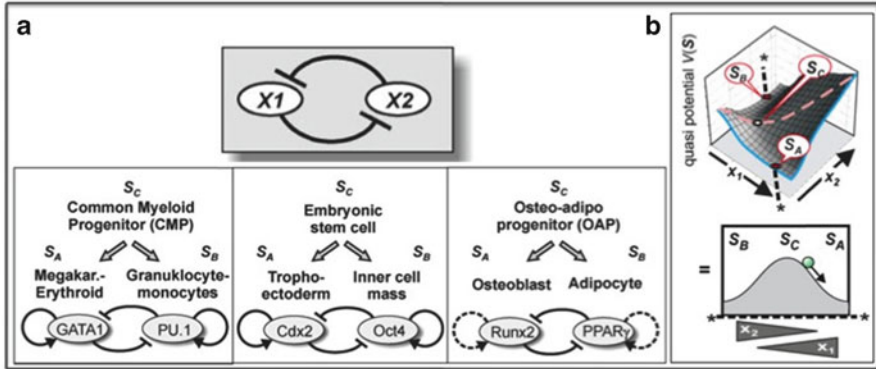 a
X1 X2
S_C
Common Myeloid
Progenitor (CMP)
S_A
S_B
Megakar.-
Erythroid
Granuklocyte-
monocytes
GATA1 PU.1
S_C
Embryonic
stem cell
S_A
S_B
Tropho-
ectoderm
Inner cell
mass
Cdx2 Oct4
S_C
Osteo-adipo
progenitor (OAP)
S_A
S_B
Osteoblast Adipocyte
Runx2 PPARγ
b
quasi potential V(S)
*
S_B S_C
S_A
X1 X2
*
S_B S_C S_A
=
* *
X2
X1